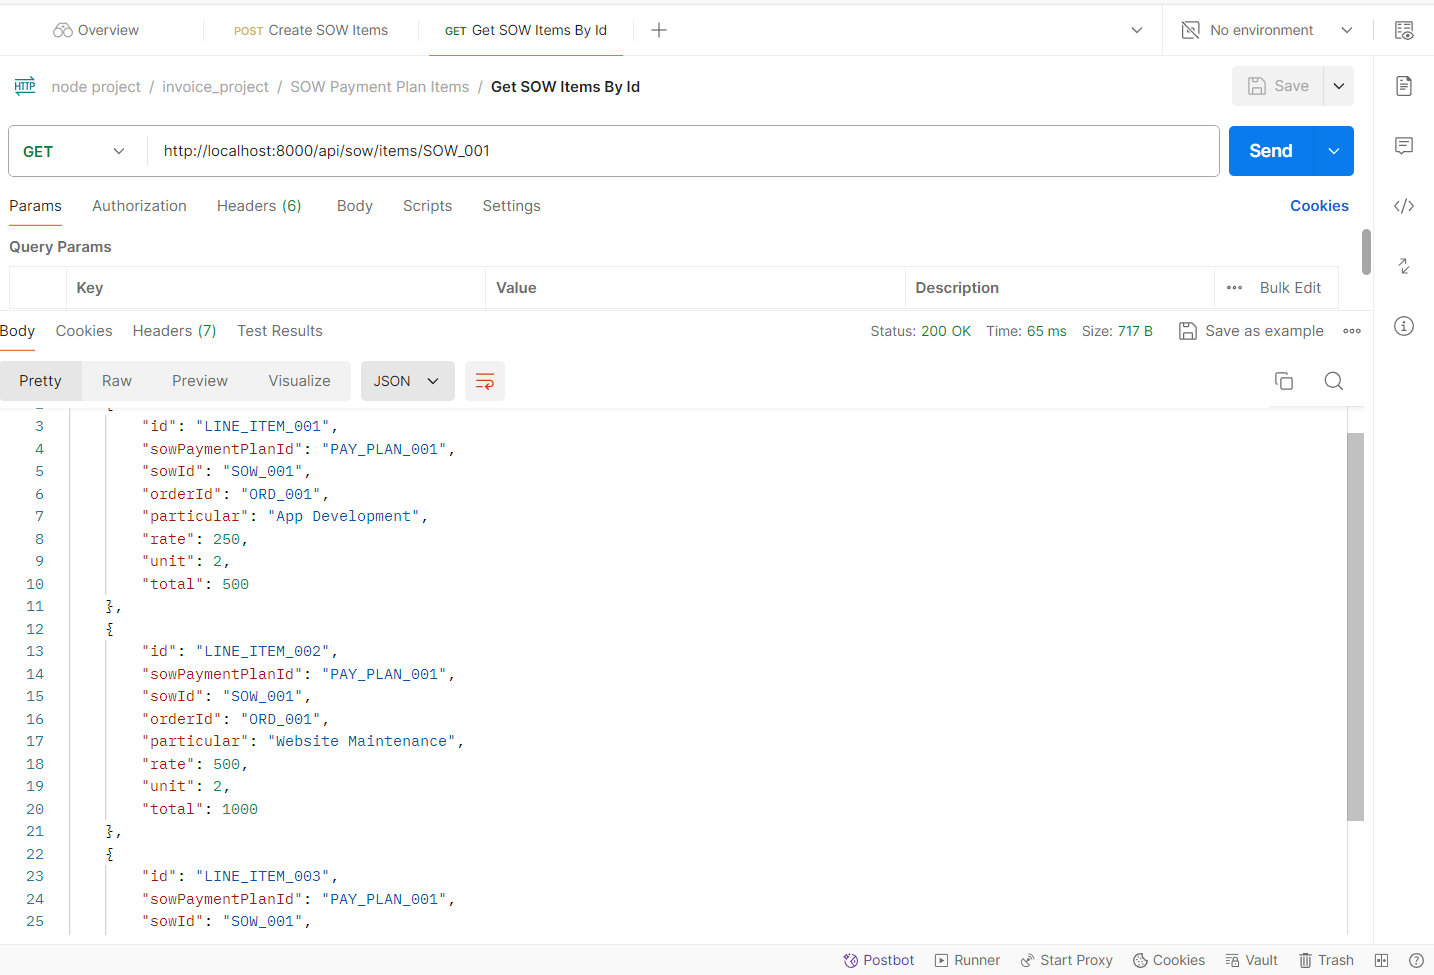 Overview POST Create SOW Items GET Get SOW Items By Id No environment
HTTP node project / invoice_project / SOW Payment Plan Items / Get SOW Items By Id Save
GET http://localhost:8000/api/sow/items/SOW_001 Send
Params Authorization Headers (6) Body Scripts Settings Cookies
Query Params
Key Value Description Bulk Edit
Body Cookies Headers (7) Test Results Status: 200 OK Time: 65 ms Size: 717 B Save as example
Pretty Raw Preview Visualize JSON
3 "id": "LINE_ITEM_001",
4 "sowPaymentPlanId": "PAY_PLAN_001",
5 "sowId": "SOW_001",
6 "orderId": "ORD_001",
7 "particular": "App Development",
8 "rate": 250,
9 "unit": 2,
10 "total": 500
11 },
12 {
13 "id": "LINE_ITEM_002",
14 "sowPaymentPlanId": "PAY_PLAN_001",
15 "sowId": "SOW_001",
16 "orderId": "ORD_001",
17 "particular": "Website Maintenance",
18 "rate": 500,
19 "unit": 2,
20 "total": 1000
21 },
22 {
23 "id": "LINE_ITEM_003",
24 "sowPaymentPlanId": "PAY_PLAN_001",
25 "sowId": "SOW_001",
Postbot Runner Start Proxy Cookies Vault Trash